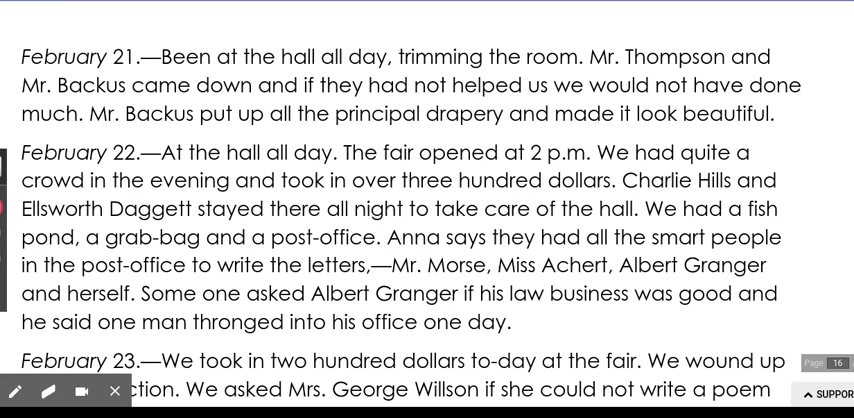 February 21.—Been at the hall all day, trimming the room. Mr. Thompson and
Mr. Backus came down and if they had not helped us we would not have done
much. Mr. Backus put up all the principal drapery and made it look beautiful.
February 22.—At the hall all day. The fair opened at 2 p.m. We had quite a
crowd in the evening and took in over three hundred dollars. Charlie Hills and
Ellsworth Daggett stayed there all night to take care of the hall. We had a fish
pond, a grab-bag and a post-office. Anna says they had all the smart people
in the post-office to write the letters,—Mr. Morse, Miss Achert, Albert Granger
and herself. Some one asked Albert Granger if his law business was good and
he said one man thronged into his office one day.
February 23.—We took in two hundred dollars to-day at the fair. We wound up
ction. We asked Mrs. George Willson if she could not write a poem
Page 16
SUPPOR